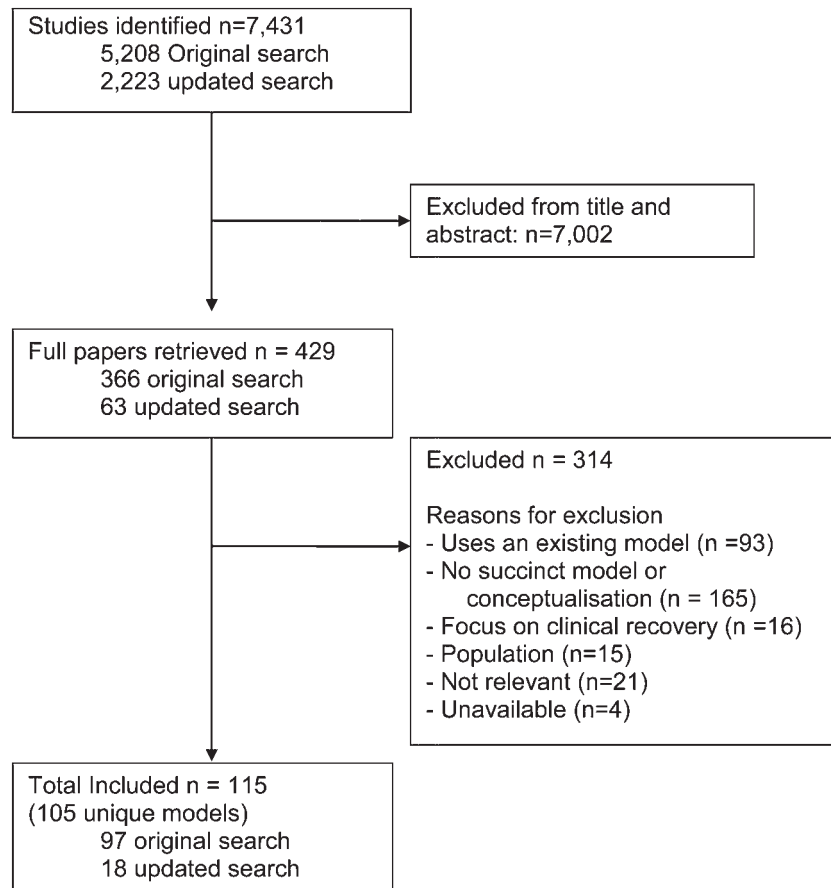 Studies identified n=7,431
5,208 Original search
2,223 updated search
Excluded from title and
abstract: n=7,002
Full papers retrieved n = 429
366 original search
63 updated search
Excluded n = 314
Reasons for exclusion
- Uses an existing model (n =93)
- No succinct model or
conceptualisation (n = 165)
- Focus on clinical recovery (n =16)
- Population (n=15)
- Not relevant (n=21)
- Unavailable (n=4)
Total Included n = 115
(105 unique models)
97 original search
18 updated search